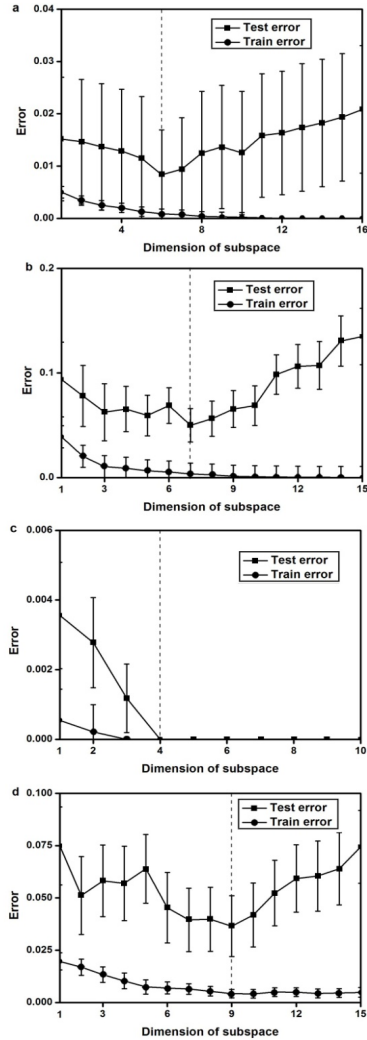 a
0.04
Test error
Train error
0.03
Error
0.02
0.01
0.00
4 8 12 16
Dimension of subspace
b
0.2
Test error
Train error
Error
0.1
0.0
1 3 6 9 12 15
Dimension of subspace
c
0.006
Test error
Train error
0.004
Error
0.002
0.000
1 2 4 6 8 10
Dimension of subspace
d
0.100
Test error
Train error
0.075
Error
0.050
0.025
0.000
1 3 6 9 12 15
Dimension of subspace